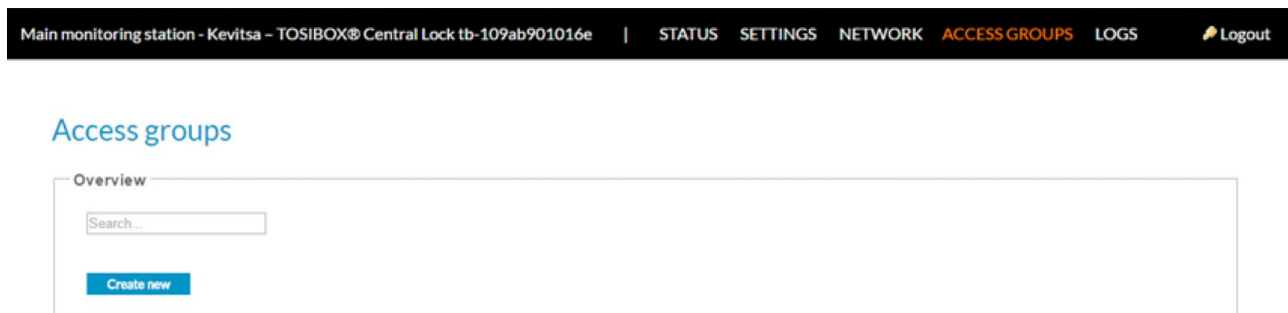 Main monitoring station - Kevitsa – TOSIBOX® Central Lock tb-109ab901016e | STATUS SETTINGS NETWORK ACCESS GROUPS LOGS Logout
Access groups
Overview
Search...
Create new